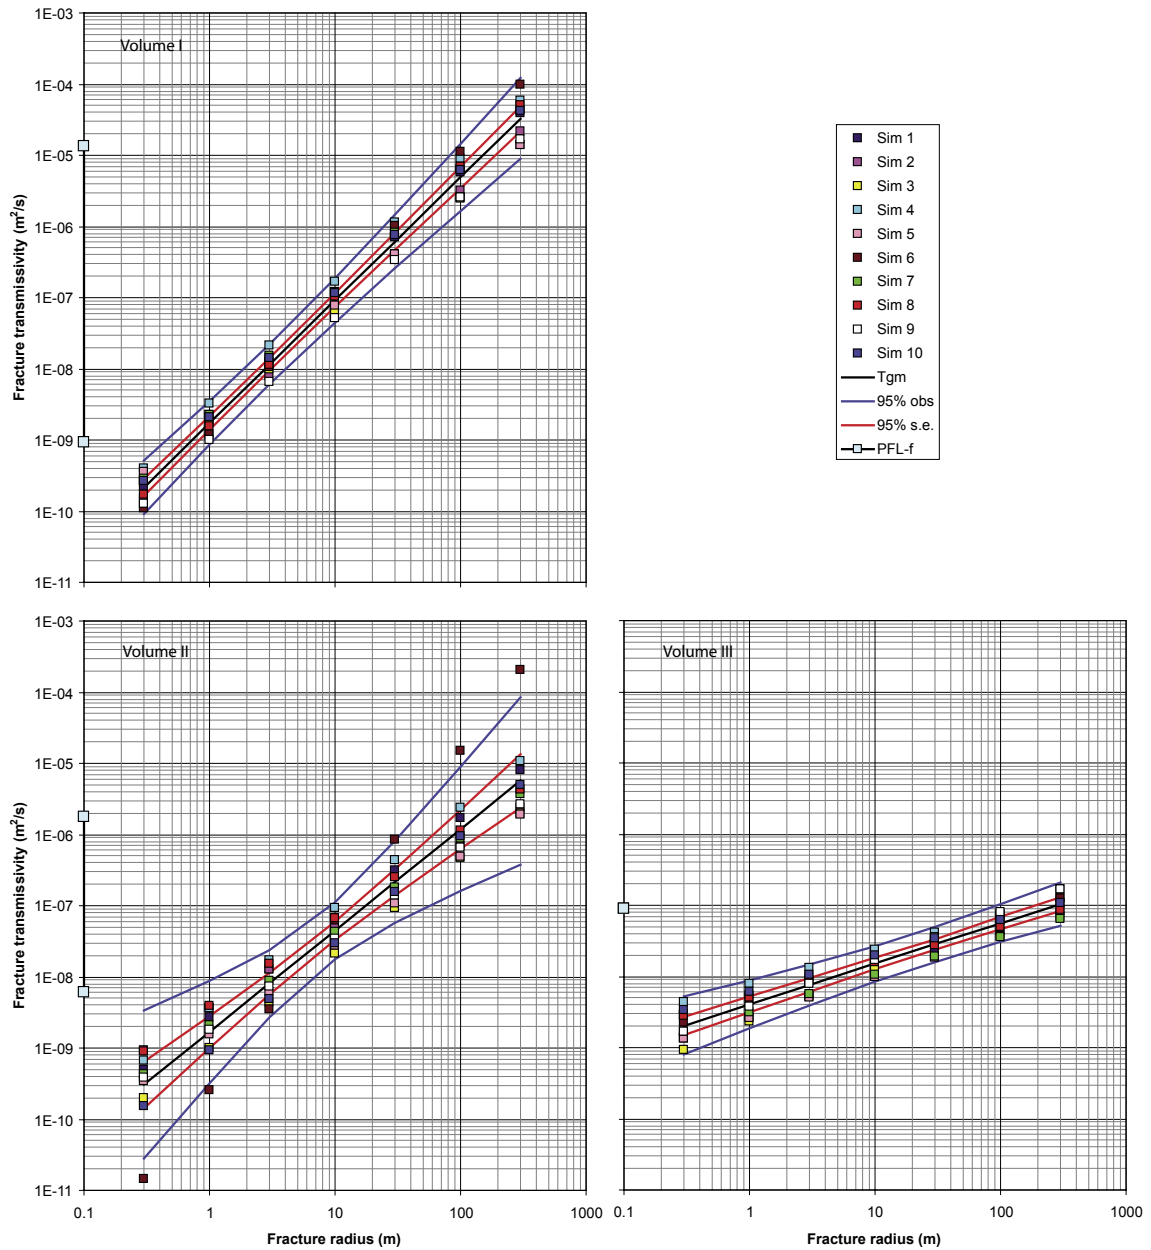 1E-03
Volume I
1E-04
1E-05
1E-06
1E-07
1E-08
1E-09
1E-10
1E-11
Fracture transmissivity (m²/s)
Sim 1
Sim 2
Sim 3
Sim 4
Sim 5
Sim 6
Sim 7
Sim 8
Sim 9
Sim 10
Tgm
95% obs
95% s.e.
PFL-f
1E-03
Volume II
1E-04
1E-05
1E-06
1E-07
1E-08
1E-09
1E-10
1E-11
Fracture transmissivity (m²/s)
0.1 1 10 100 1000
Fracture radius (m)
Volume III
0.1 1 10 100 1000
Fracture radius (m)